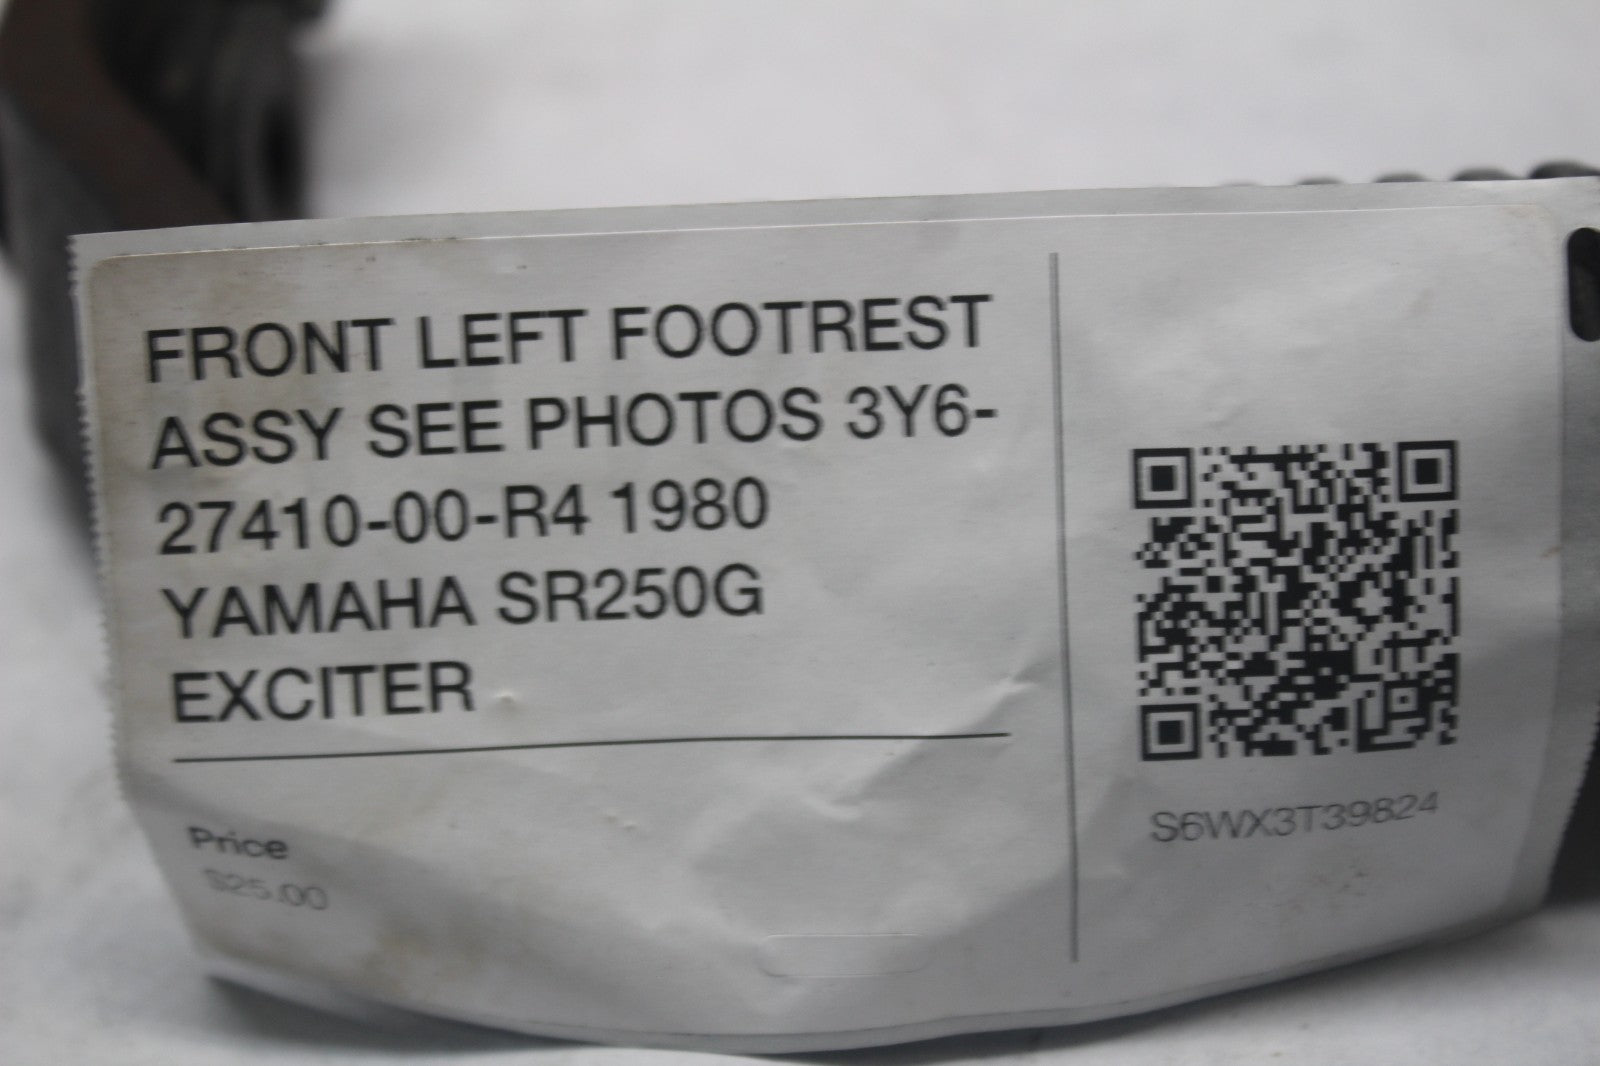 FRONT LEFT FOOTREST
ASSY SEE PHOTOS 3Y6-
27410-00-R4 1980
YAMAHA SR250G
EXCITER
Price
$25.00
S6WX3T39824